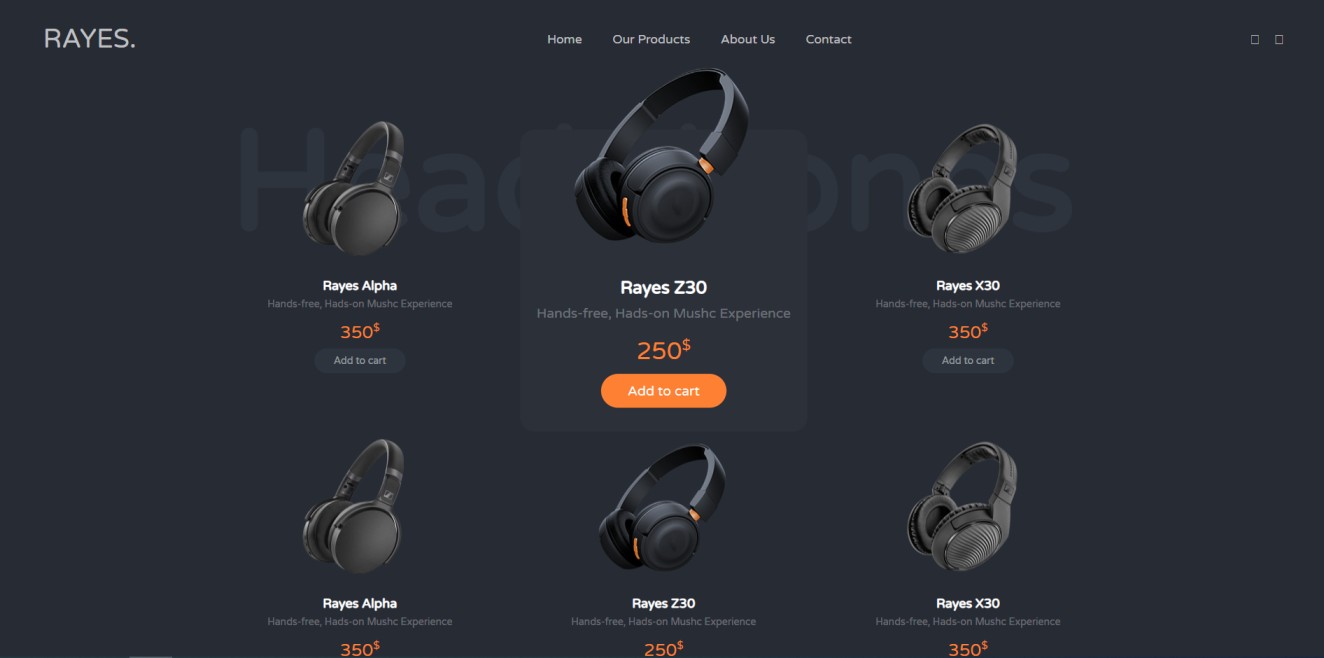 RAYES.
Home Our Products About Us Contact
Headphones
Rayes Alpha
Hands-free, Hads-on Mushc Experience
350$
Add to cart
Rayes Z30
Hands-free, Hads-on Mushc Experience
250$
Add to cart
Rayes X30
Hands-free, Hads-on Mushc Experience
350$
Add to cart
Rayes Alpha
Hands-free, Hads-on Mushc Experience
350$
Rayes Z30
Hands-free, Hads-on Mushc Experience
250$
Rayes X30
Hands-free, Hads-on Mushc Experience
350$